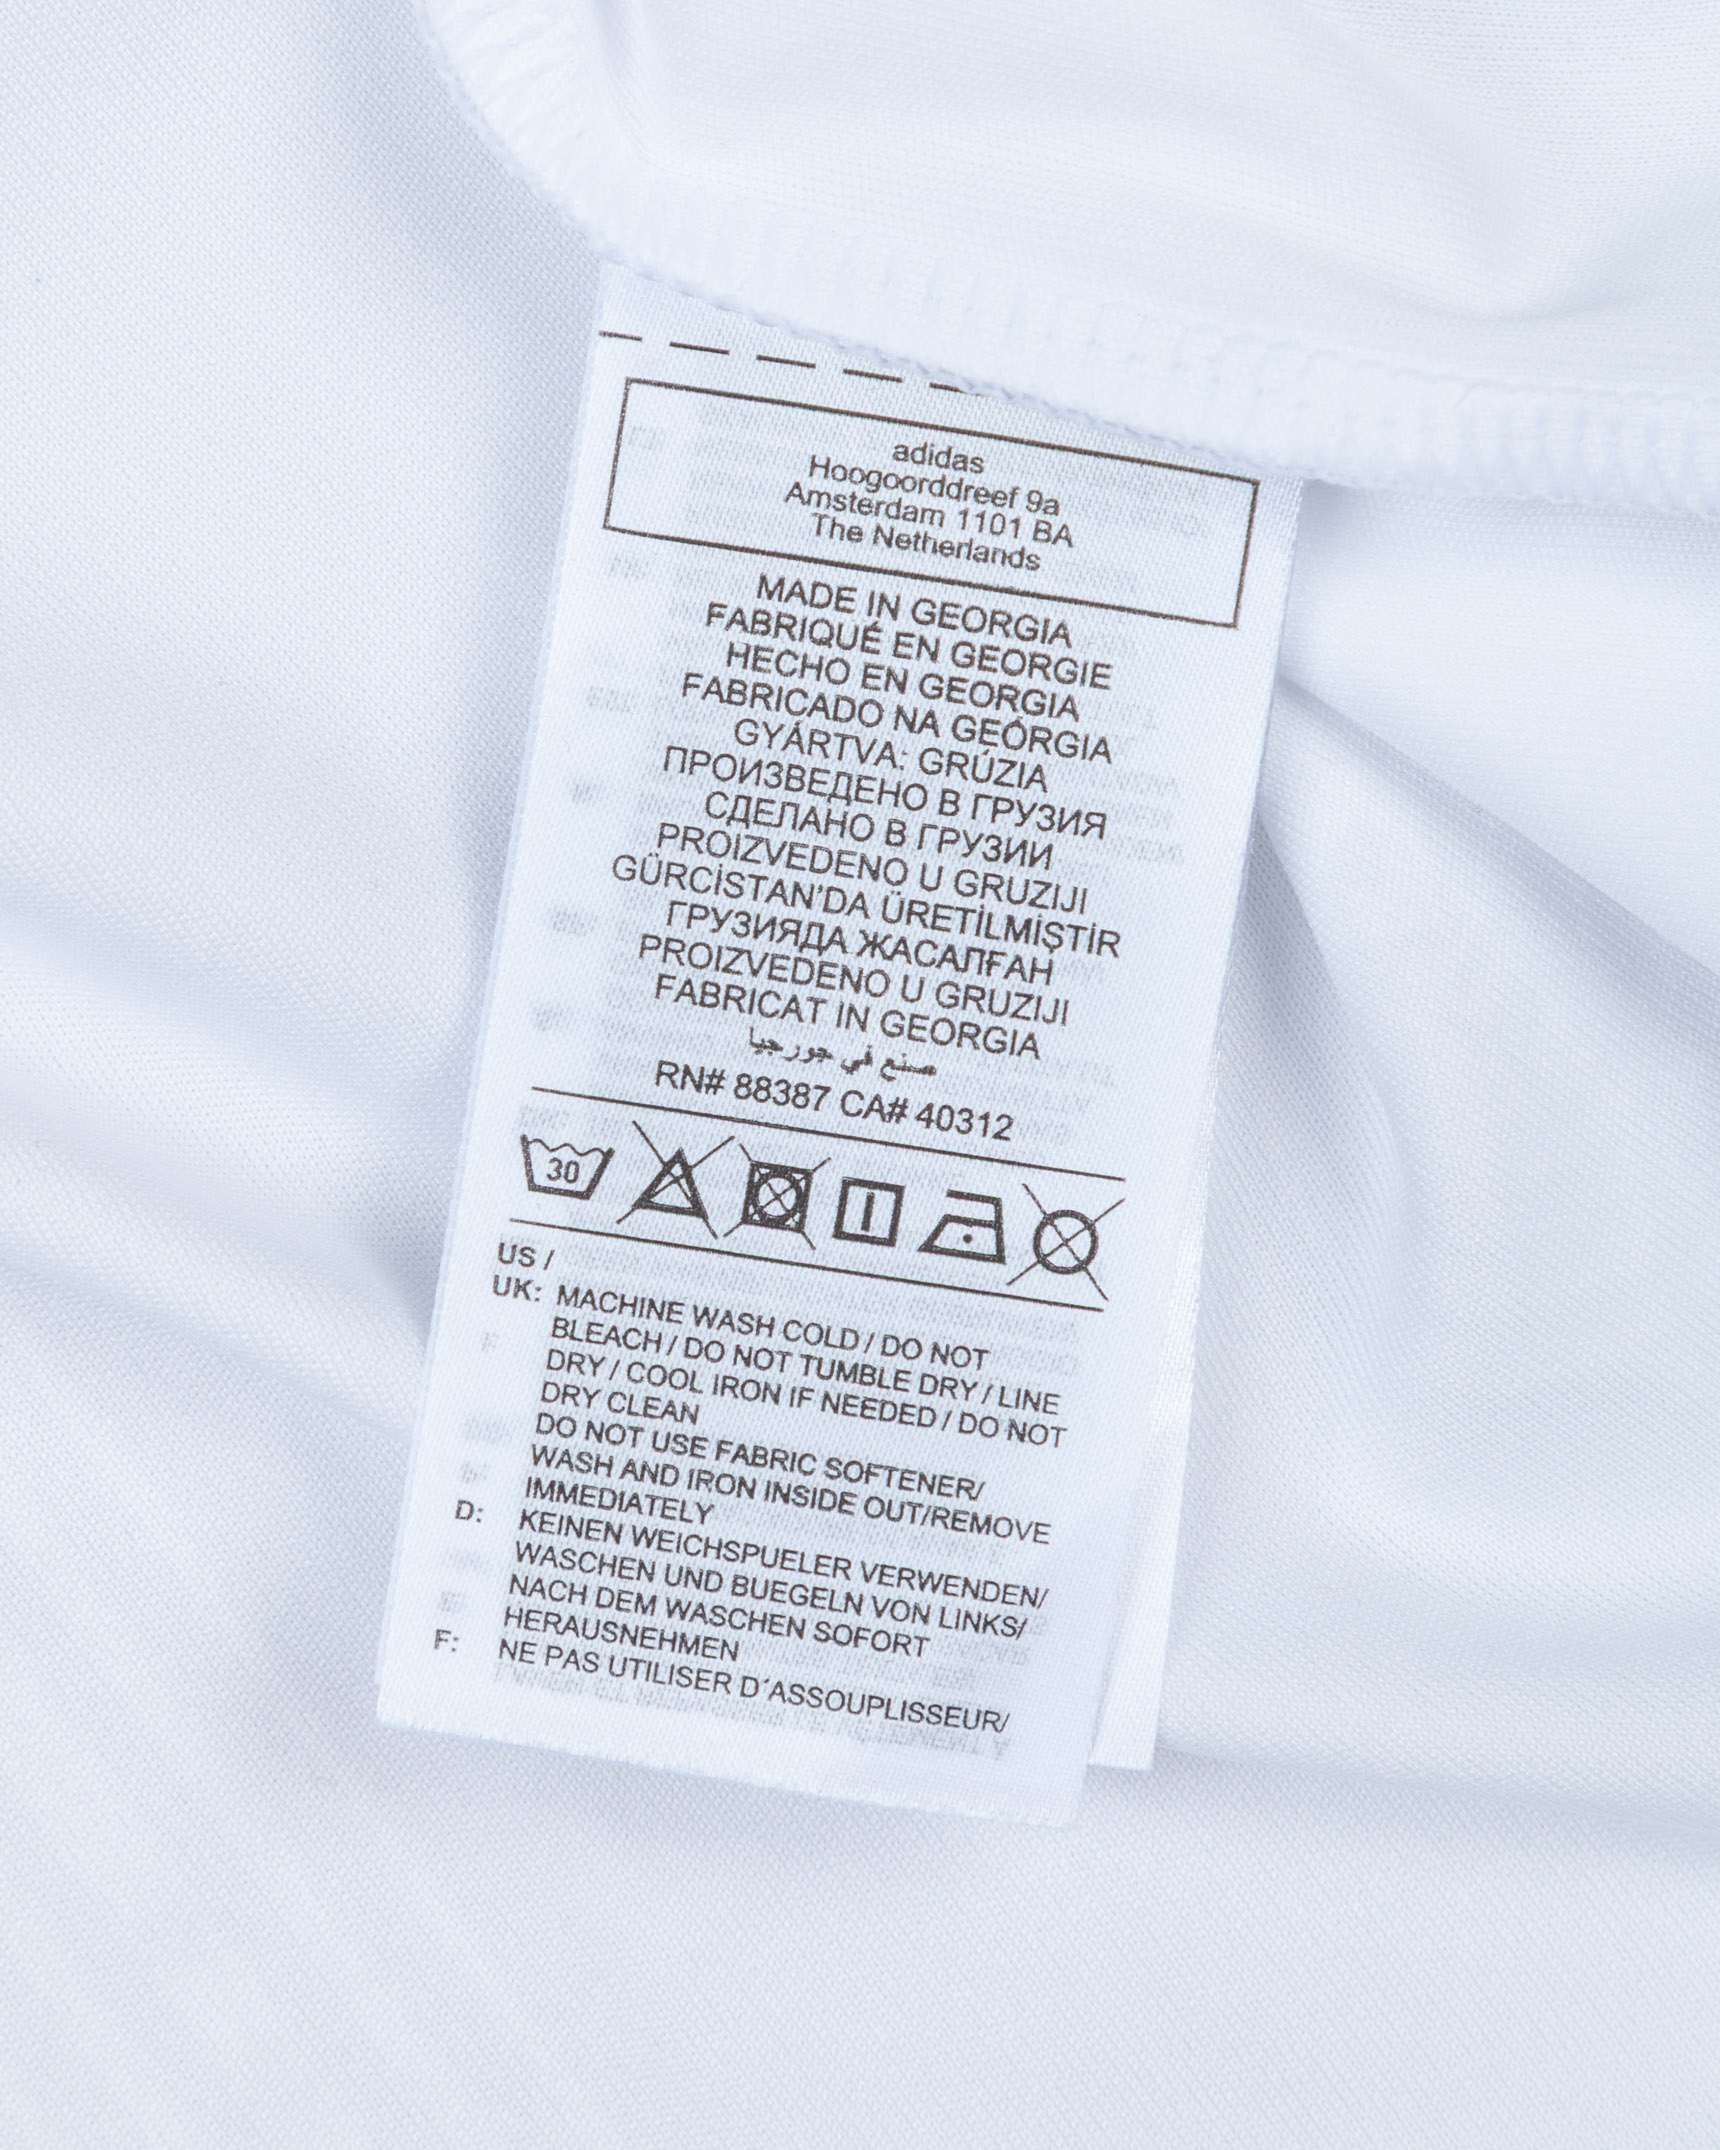 adidas
Hoogoorddreef 9a
Amsterdam 1101 BA
The Netherlands
MADE IN GEORGIA
FABRIQUÉ EN GEORGIE
HECHO EN GEORGIA
FABRICADO NA GEÓRGIA
GYÁRTVA: GRÚZIA
ПРОИЗВЕДЕНО В ГРУЗИЯ
СДЕЛАНО В ГРУЗИИ
PROIZVEDENO U GRUZIJI
GÜRCİSTAN'DA ÜRETİLMİŞTİR
ГРУЗИЯДА ЖАСАЛҒАН
PROIZVEDENO U GRUZIJI
FABRICAT IN GEORGIA
صنع في جورجيا
RN# 88387 CA# 40312
30
US /
UK: MACHINE WASH COLD / DO NOT
BLEACH / DO NOT TUMBLE DRY / LINE
DRY / COOL IRON IF NEEDED / DO NOT
DRY CLEAN
DO NOT USE FABRIC SOFTENER/
WASH AND IRON INSIDE OUT/REMOVE
IMMEDIATELY
D: KEINEN WEICHSPUELER VERWENDEN/
WASCHEN UND BUEGELN VON LINKS/
NACH DEM WASCHEN SOFORT
HERAUSNEHMEN
F: NE PAS UTILISER D´ASSOUPLISSEUR/